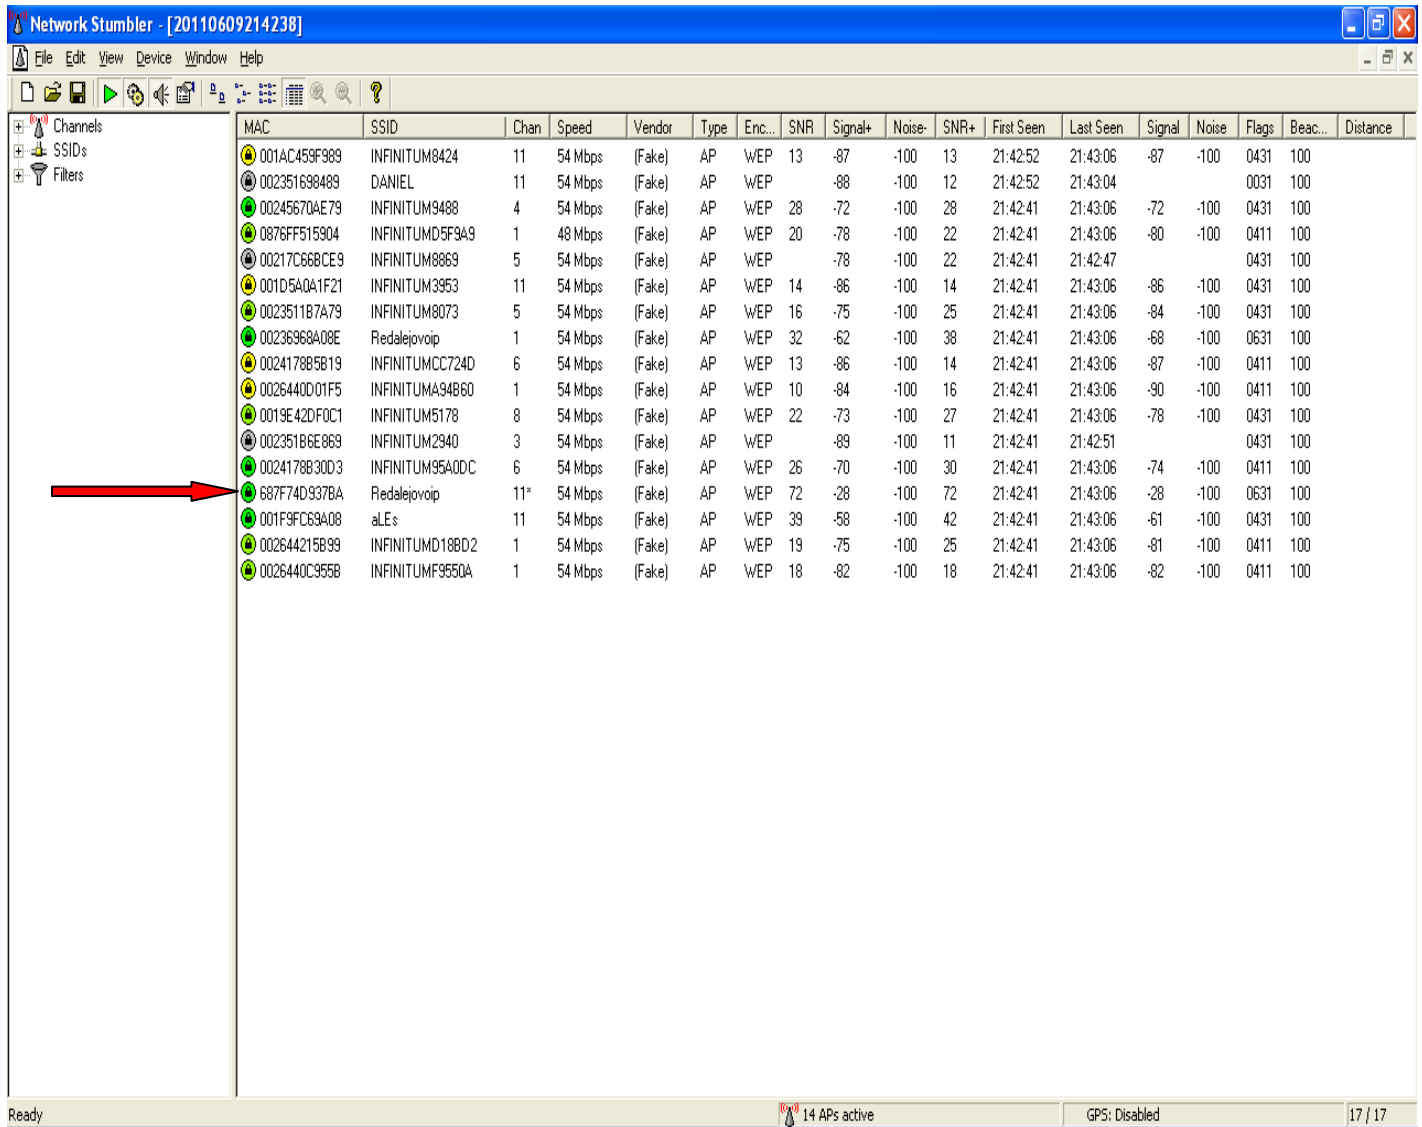 Network Stumbler - [20110609214238]
File Edit View Device Window Help
Channels
SSIDs
Filters
MAC SSID Chan Speed Vendor Type Enc... SNR Signal+ Noise- SNR+ First Seen Last Seen Signal Noise Flags Beac... Distance
001AC459F989 INFINITUM8424 11 54 Mbps (Fake) AP WEP 13 -87 -100 13 21:42:52 21:43:06 -87 -100 0431 100
002351698489 DANIEL 11 54 Mbps (Fake) AP WEP -88 -100 12 21:42:52 21:43:04 0031 100
00245670AE79 INFINITUM9488 4 54 Mbps (Fake) AP WEP 28 -72 -100 28 21:42:41 21:43:06 -72 -100 0431 100
0876FF515904 INFINITUMD5F9A9 1 48 Mbps (Fake) AP WEP 20 -78 -100 22 21:42:41 21:43:06 -80 -100 0411 100
00217C66BCE9 INFINITUM8869 5 54 Mbps (Fake) AP WEP -78 -100 22 21:42:41 21:42:47 0431 100
001D5A0A1F21 INFINITUM3953 11 54 Mbps (Fake) AP WEP 14 -86 -100 14 21:42:41 21:43:06 -86 -100 0431 100
0023511B7A79 INFINITUM8073 5 54 Mbps (Fake) AP WEP 16 -75 -100 25 21:42:41 21:43:06 -84 -100 0431 100
00236968A08E Redalejovoip 1 54 Mbps (Fake) AP WEP 32 -62 -100 38 21:42:41 21:43:06 -68 -100 0631 100
0024178B5B19 INFINITUMCC724D 6 54 Mbps (Fake) AP WEP 13 -86 -100 14 21:42:41 21:43:06 -87 -100 0411 100
0026440D01F5 INFINITUMA94B60 1 54 Mbps (Fake) AP WEP 10 -84 -100 16 21:42:41 21:43:06 -90 -100 0411 100
0019E42DF0C1 INFINITUM5178 8 54 Mbps (Fake) AP WEP 22 -73 -100 27 21:42:41 21:43:06 -78 -100 0431 100
002351B6E869 INFINITUM2940 3 54 Mbps (Fake) AP WEP -89 -100 11 21:42:41 21:42:51 0431 100
0024178B30D3 INFINITUM95A0DC 6 54 Mbps (Fake) AP WEP 26 -70 -100 30 21:42:41 21:43:06 -74 -100 0411 100
687F74D937BA Redalejovoip 11* 54 Mbps (Fake) AP WEP 72 -28 -100 72 21:42:41 21:43:06 -28 -100 0631 100
001F9FC69A08 aLEs 11 54 Mbps (Fake) AP WEP 39 -58 -100 42 21:42:41 21:43:06 -61 -100 0431 100
002644215B99 INFINITUMD18BD2 1 54 Mbps (Fake) AP WEP 19 -75 -100 25 21:42:41 21:43:06 -81 -100 0411 100
0026440C955B INFINITUMF9550A 1 54 Mbps (Fake) AP WEP 18 -82 -100 18 21:42:41 21:43:06 -82 -100 0411 100
Ready 14 APs active GPS: Disabled 17 / 17